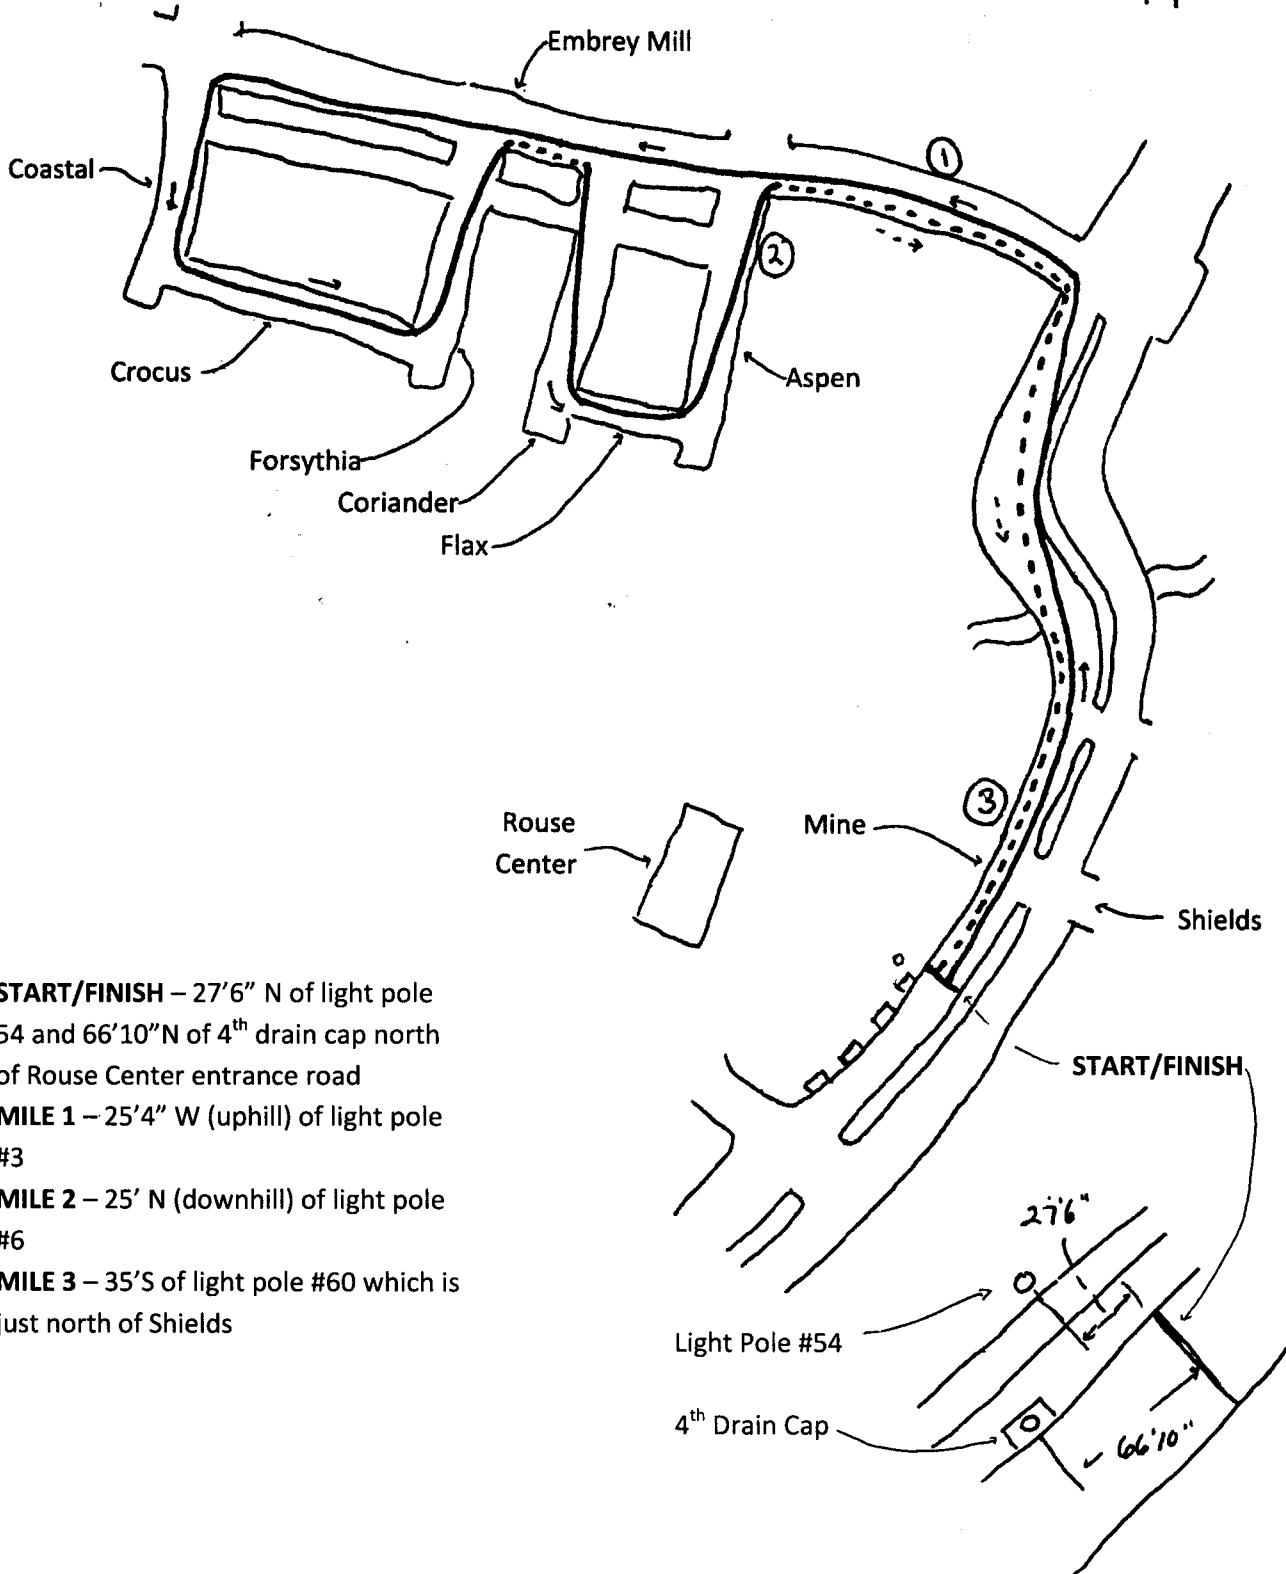 Embrey Mill
1
Coastal
2
Crocus
Aspen
Forsythia
Coriander
Flax
3
Rouse
Center
Mine
Shields
START/FINISH – 27'6" N of light pole
54 and 66'10"N of 4th drain cap north
of Rouse Center entrance road
MILE 1 – 25'4" W (uphill) of light pole
#3
MILE 2 – 25' N (downhill) of light pole
#6
MILE 3 – 35'S of light pole #60 which is
just north of Shields
START/FINISH
27'6"
Light Pole #54
4th Drain Cap
66'10"